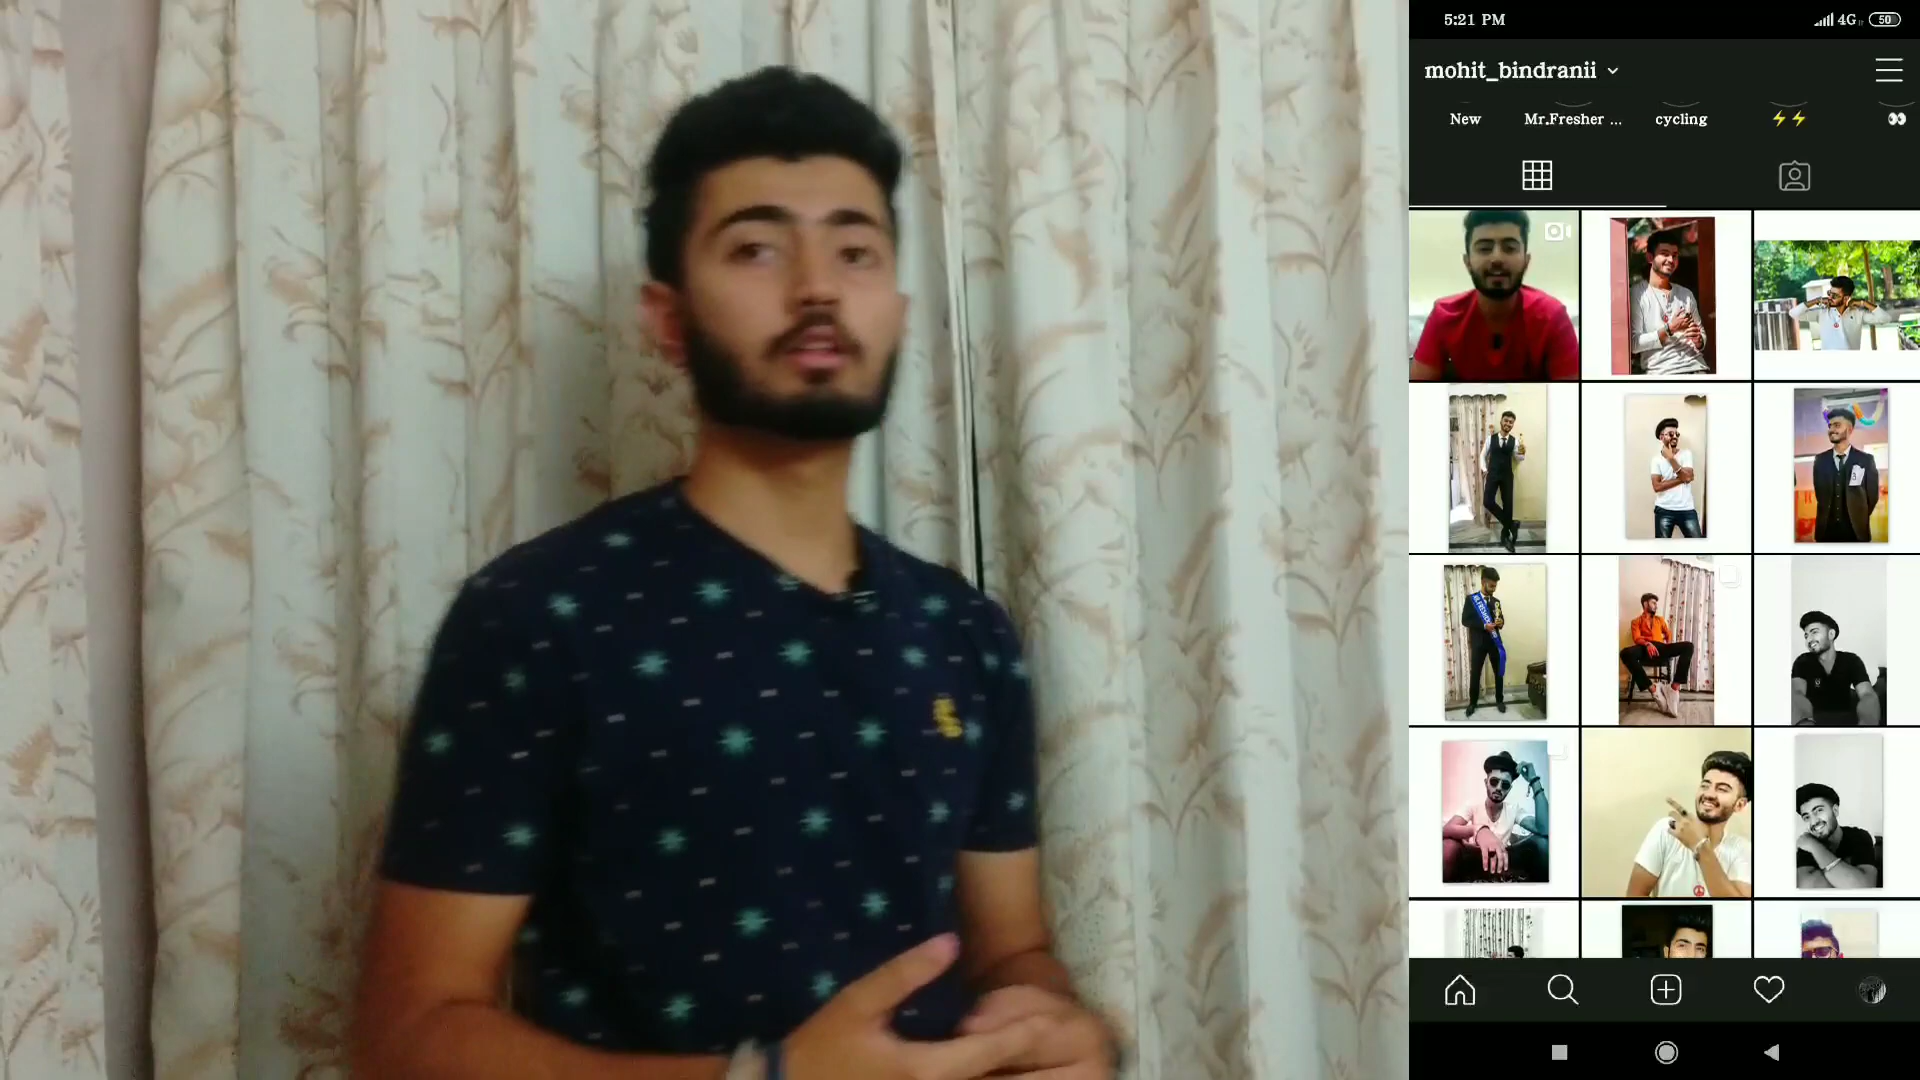 5:21 PM
4G
50
mohit_bindranii
New
Mr.Fresher ...
cycling